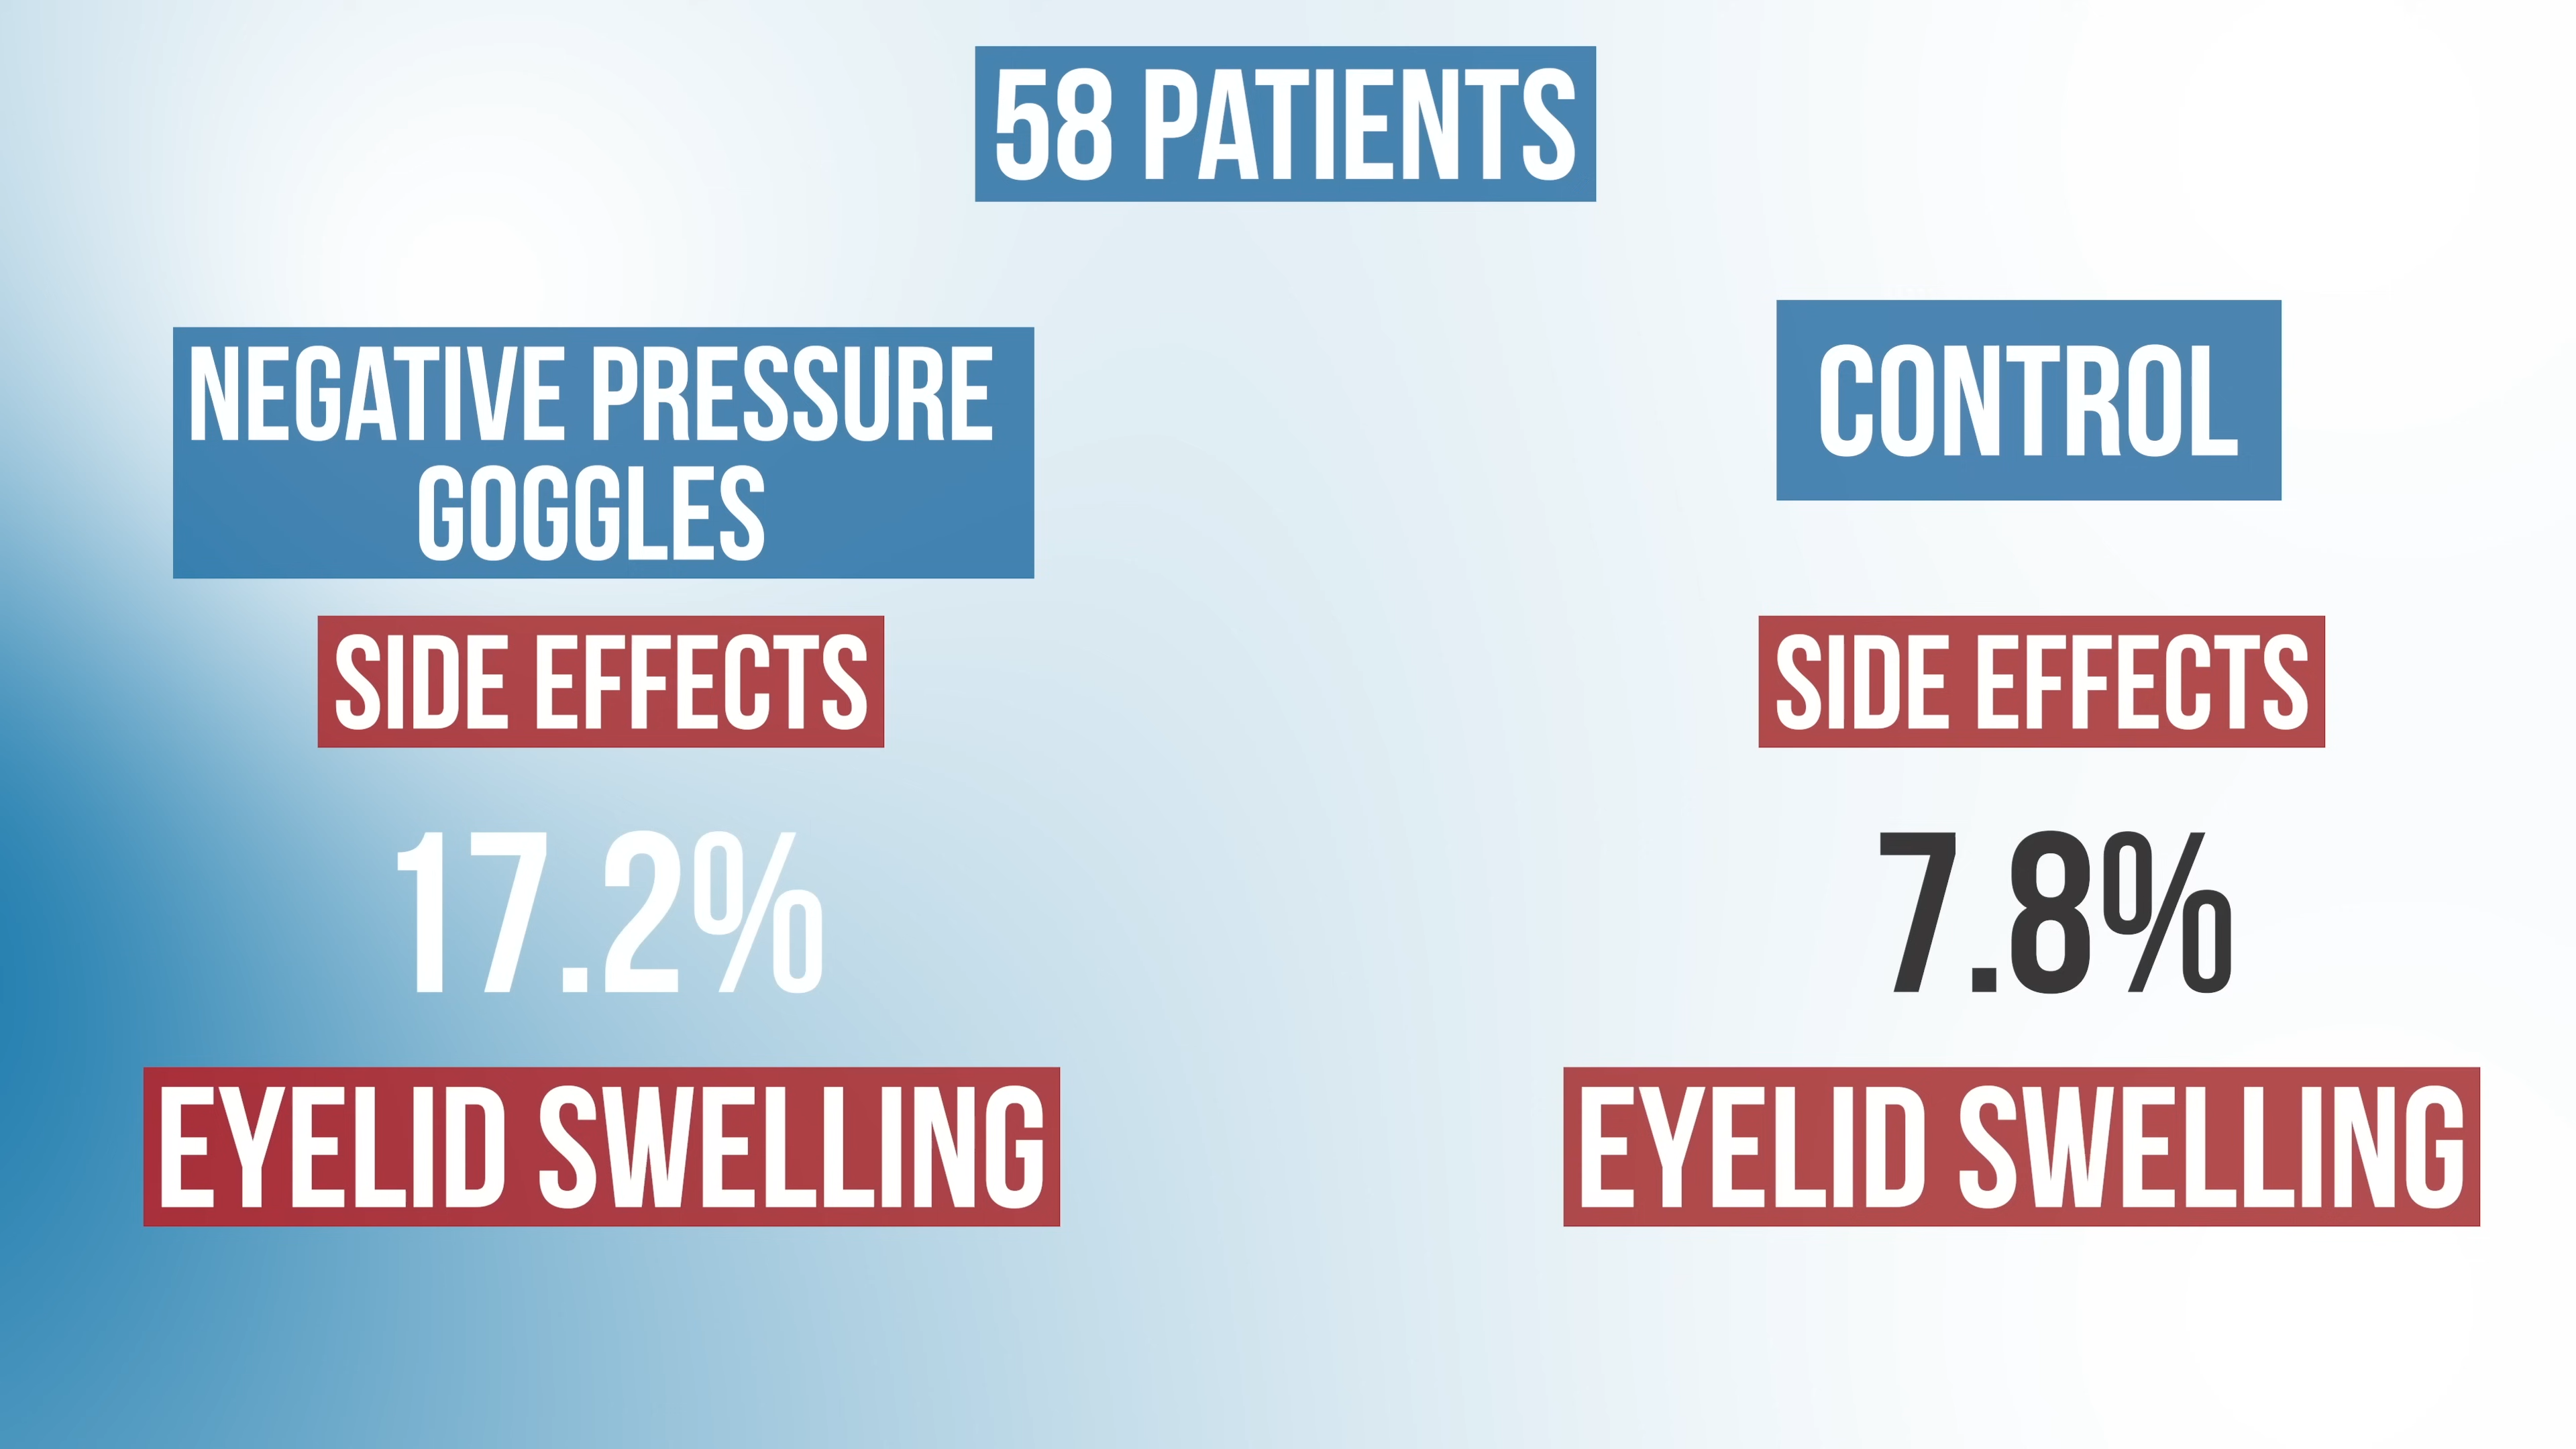 58 PATIENTS
NEGATIVE PRESSURE
GOGGLES
CONTROL
SIDE EFFECTS
SIDE EFFECTS
17.2%
7.8%
EYELID SWELLING
EYELID SWELLING